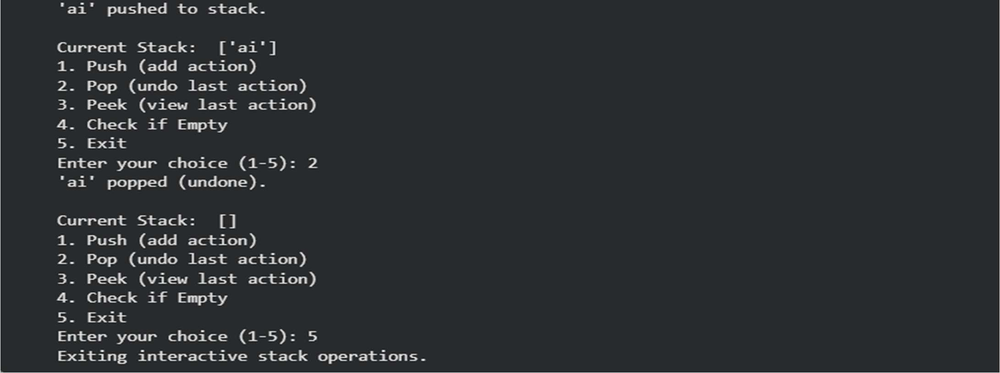 'ai' pushed to stack.
Current Stack:  ['ai']
1. Push (add action)
2. Pop (undo last action)
3. Peek (view last action)
4. Check if Empty
5. Exit
Enter your choice (1-5): 2
'ai' popped (undone).
Current Stack:  []
1. Push (add action)
2. Pop (undo last action)
3. Peek (view last action)
4. Check if Empty
5. Exit
Enter your choice (1-5): 5
Exiting interactive stack operations.